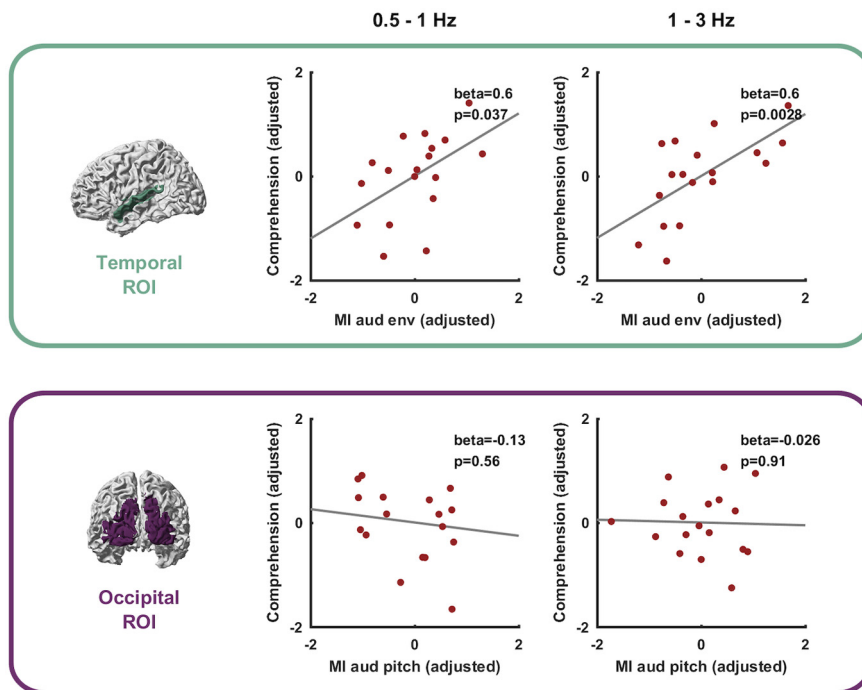 0.5 - 1 Hz
1 - 3 Hz
Temporal
ROI
Comprehension (adjusted)
2
0
-2
-2
0
2
beta=0.6
p=0.037
MI aud env (adjusted)
Comprehension (adjusted)
2
0
-2
-2
0
2
beta=0.6
p=0.0028
MI aud env (adjusted)
Occipital
ROI
Comprehension (adjusted)
2
0
-2
-2
0
2
beta=-0.13
p=0.56
MI aud pitch (adjusted)
Comprehension (adjusted)
2
0
-2
-2
0
2
beta=-0.026
p=0.91
MI aud pitch (adjusted)